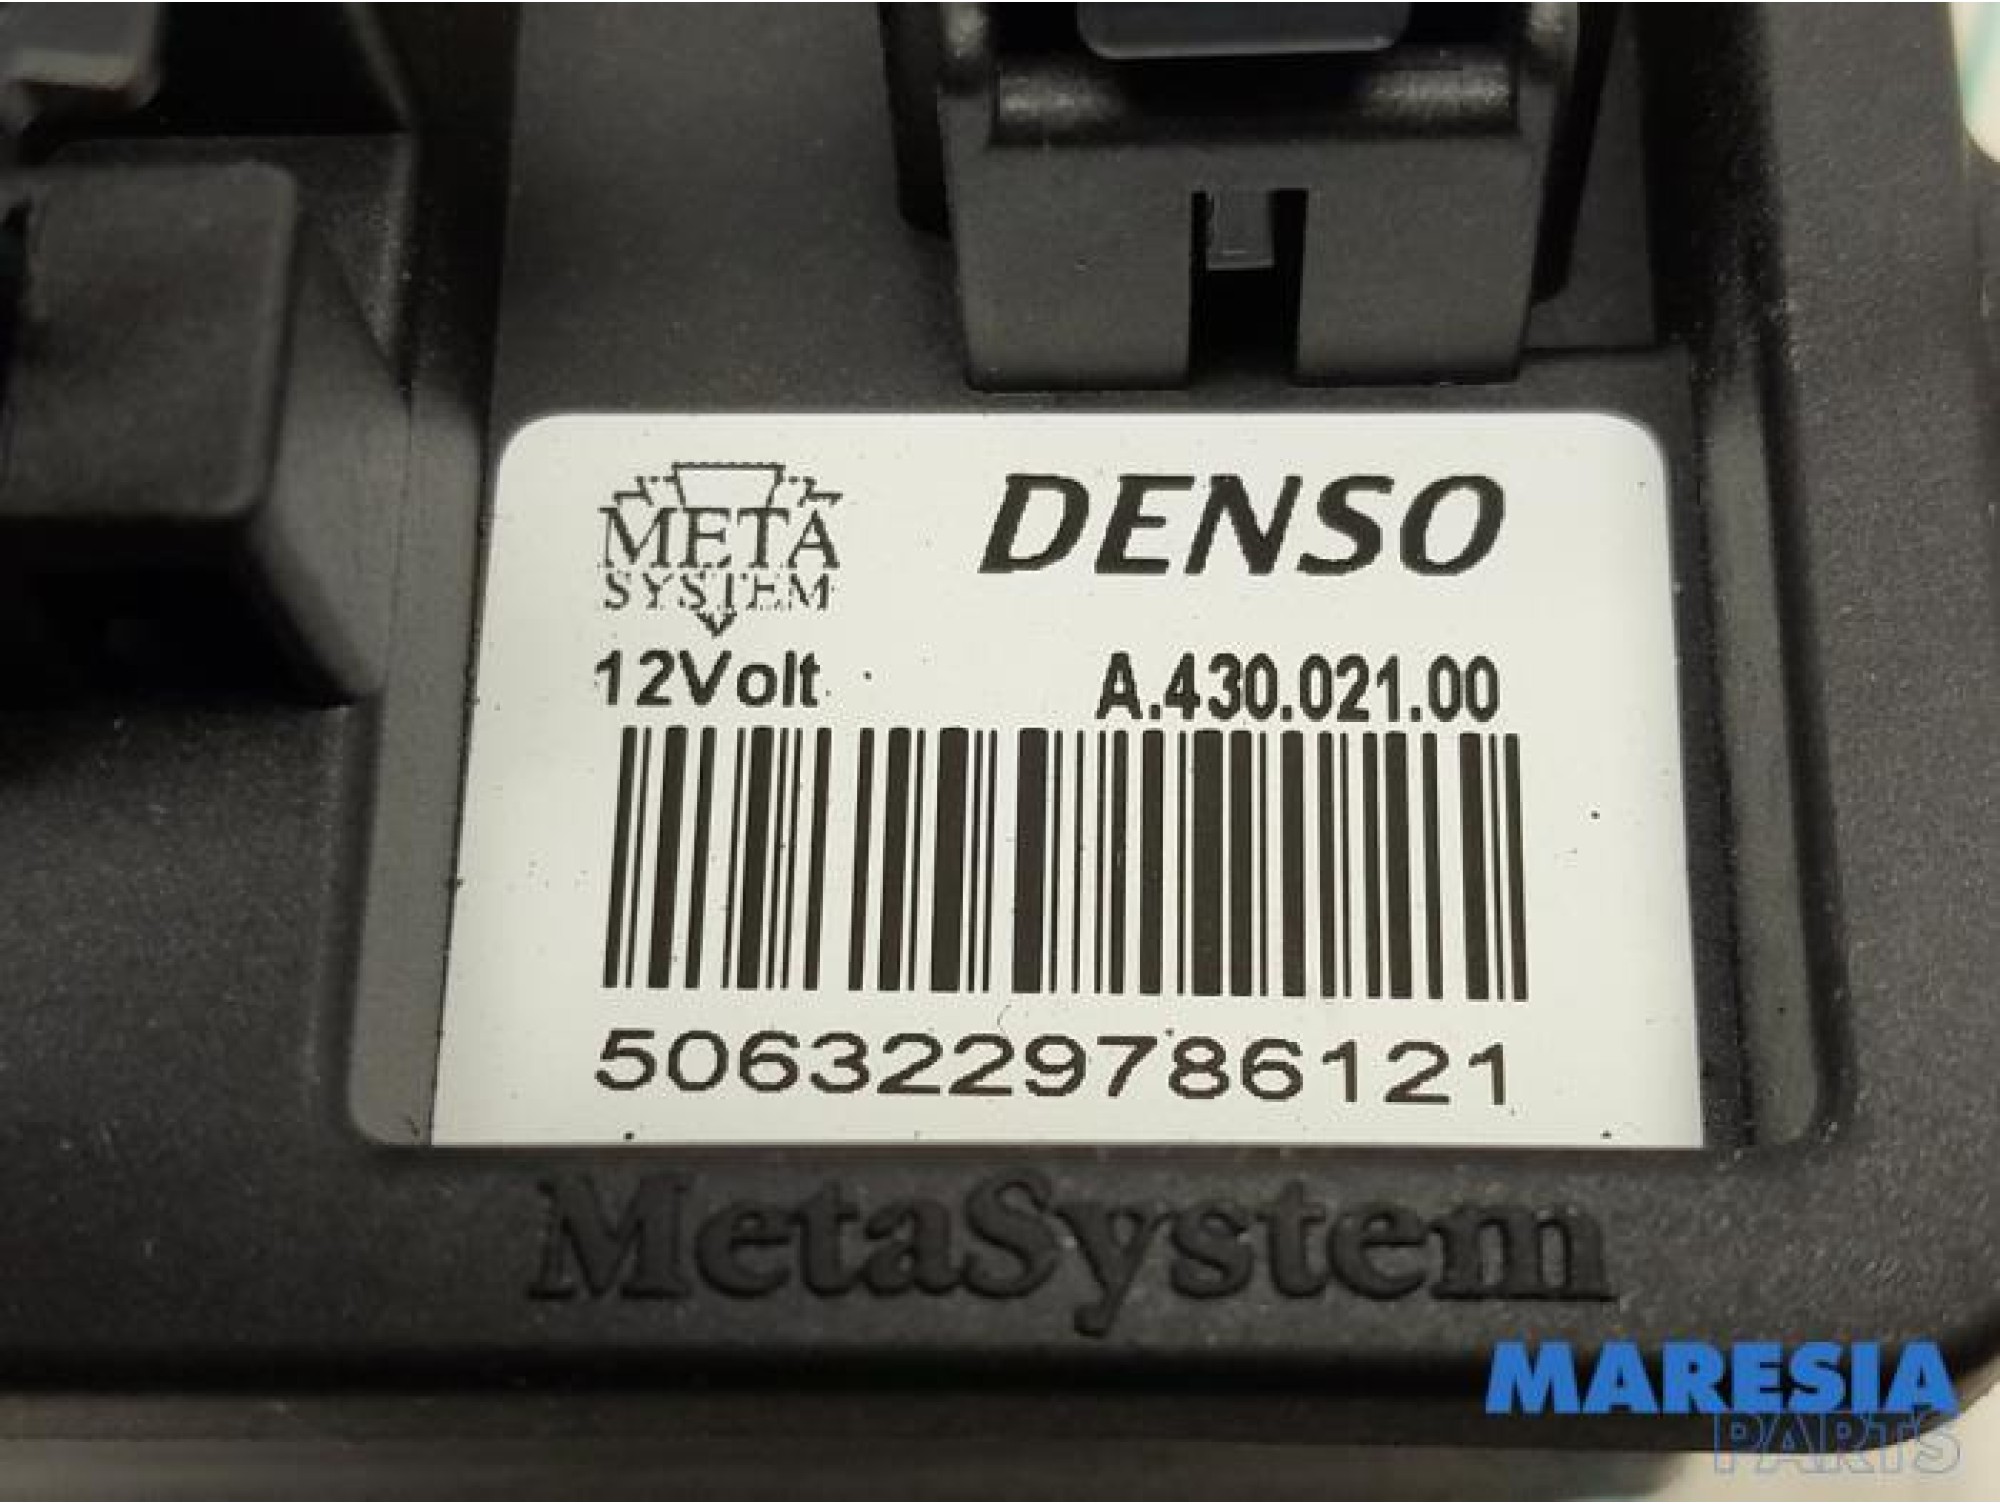 META
SYSTEM
DENSO
12Volt
A.430.021.00
5063229786121
MetaSystem
MARESIA
PARTS